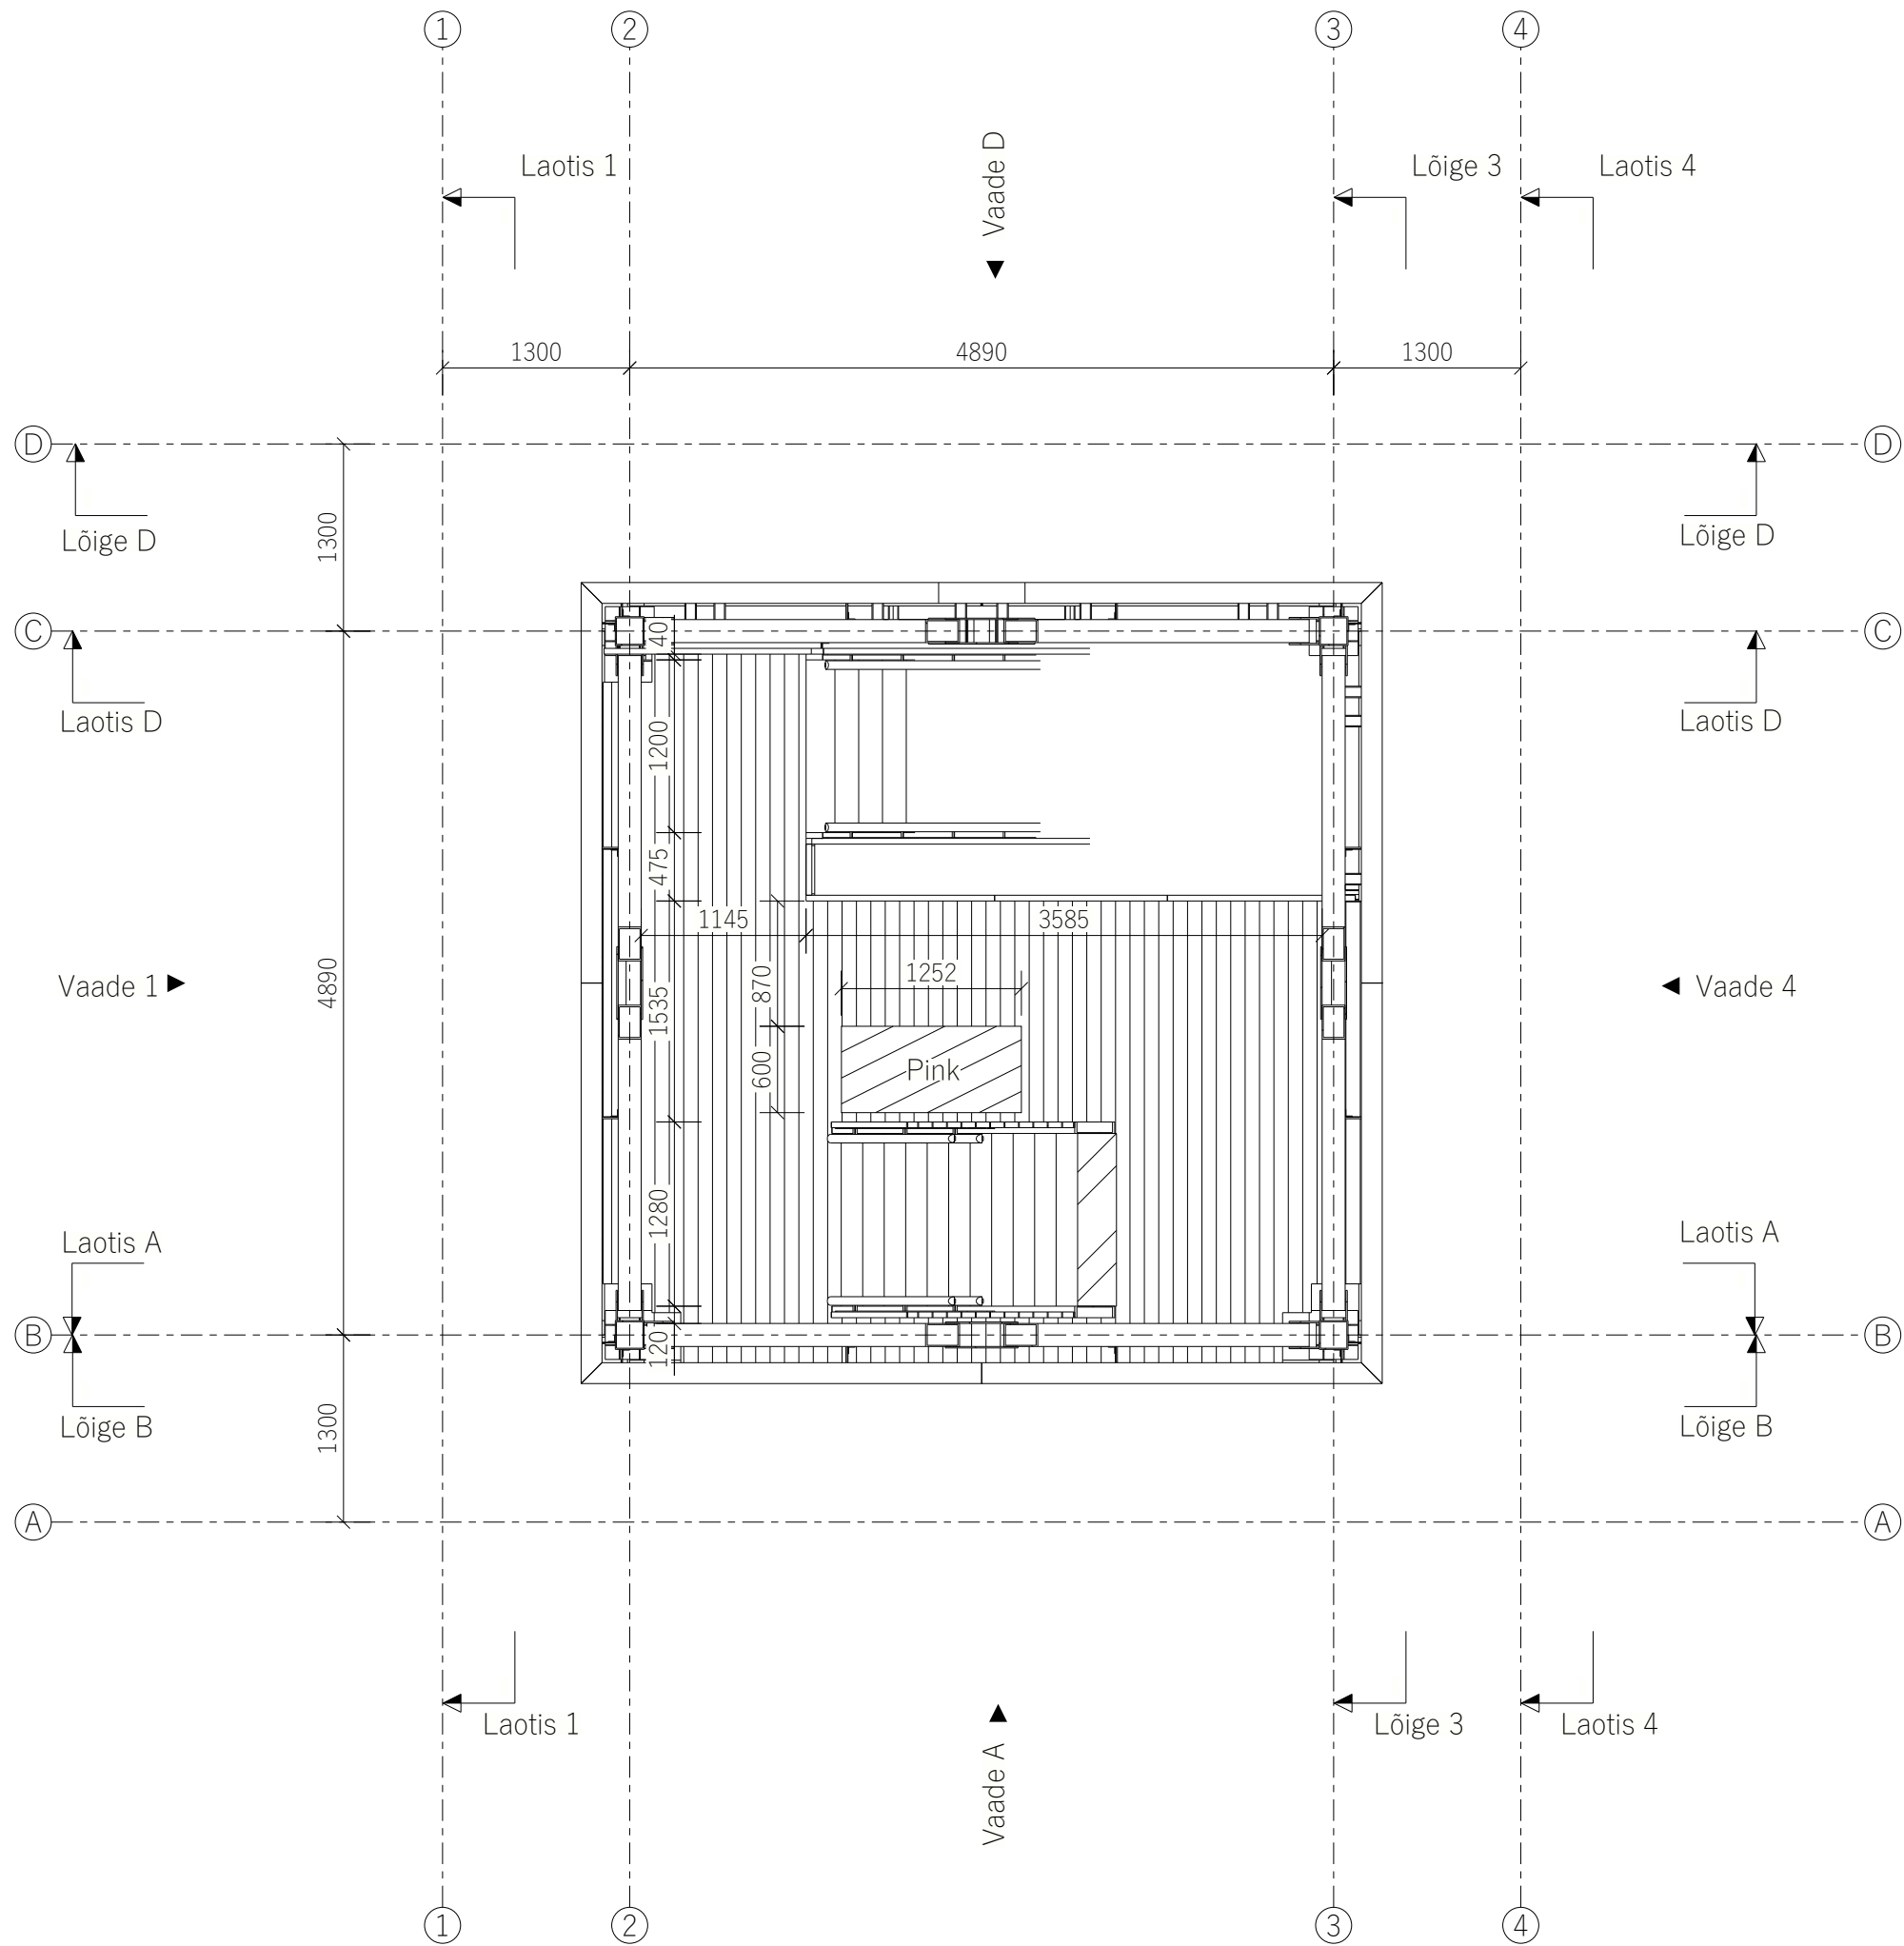 1 2 3 4
Vaade D
Laotis 1
Lõige 3
Laotis 4
1300 4890 1300
D D
1300
Lõige D
Lõige D
C C
40
Laotis D
Laotis D
1200
475
1145 3585
1252
870
Vaade 1
4890
1535
Vaade 4
600
Pink
1280
Laotis A
Laotis A
B B
120
Lõige B
Lõige B
1300
A A
Laotis 1
Lõige 3
Laotis 4
Vaade A
1 2 3 4